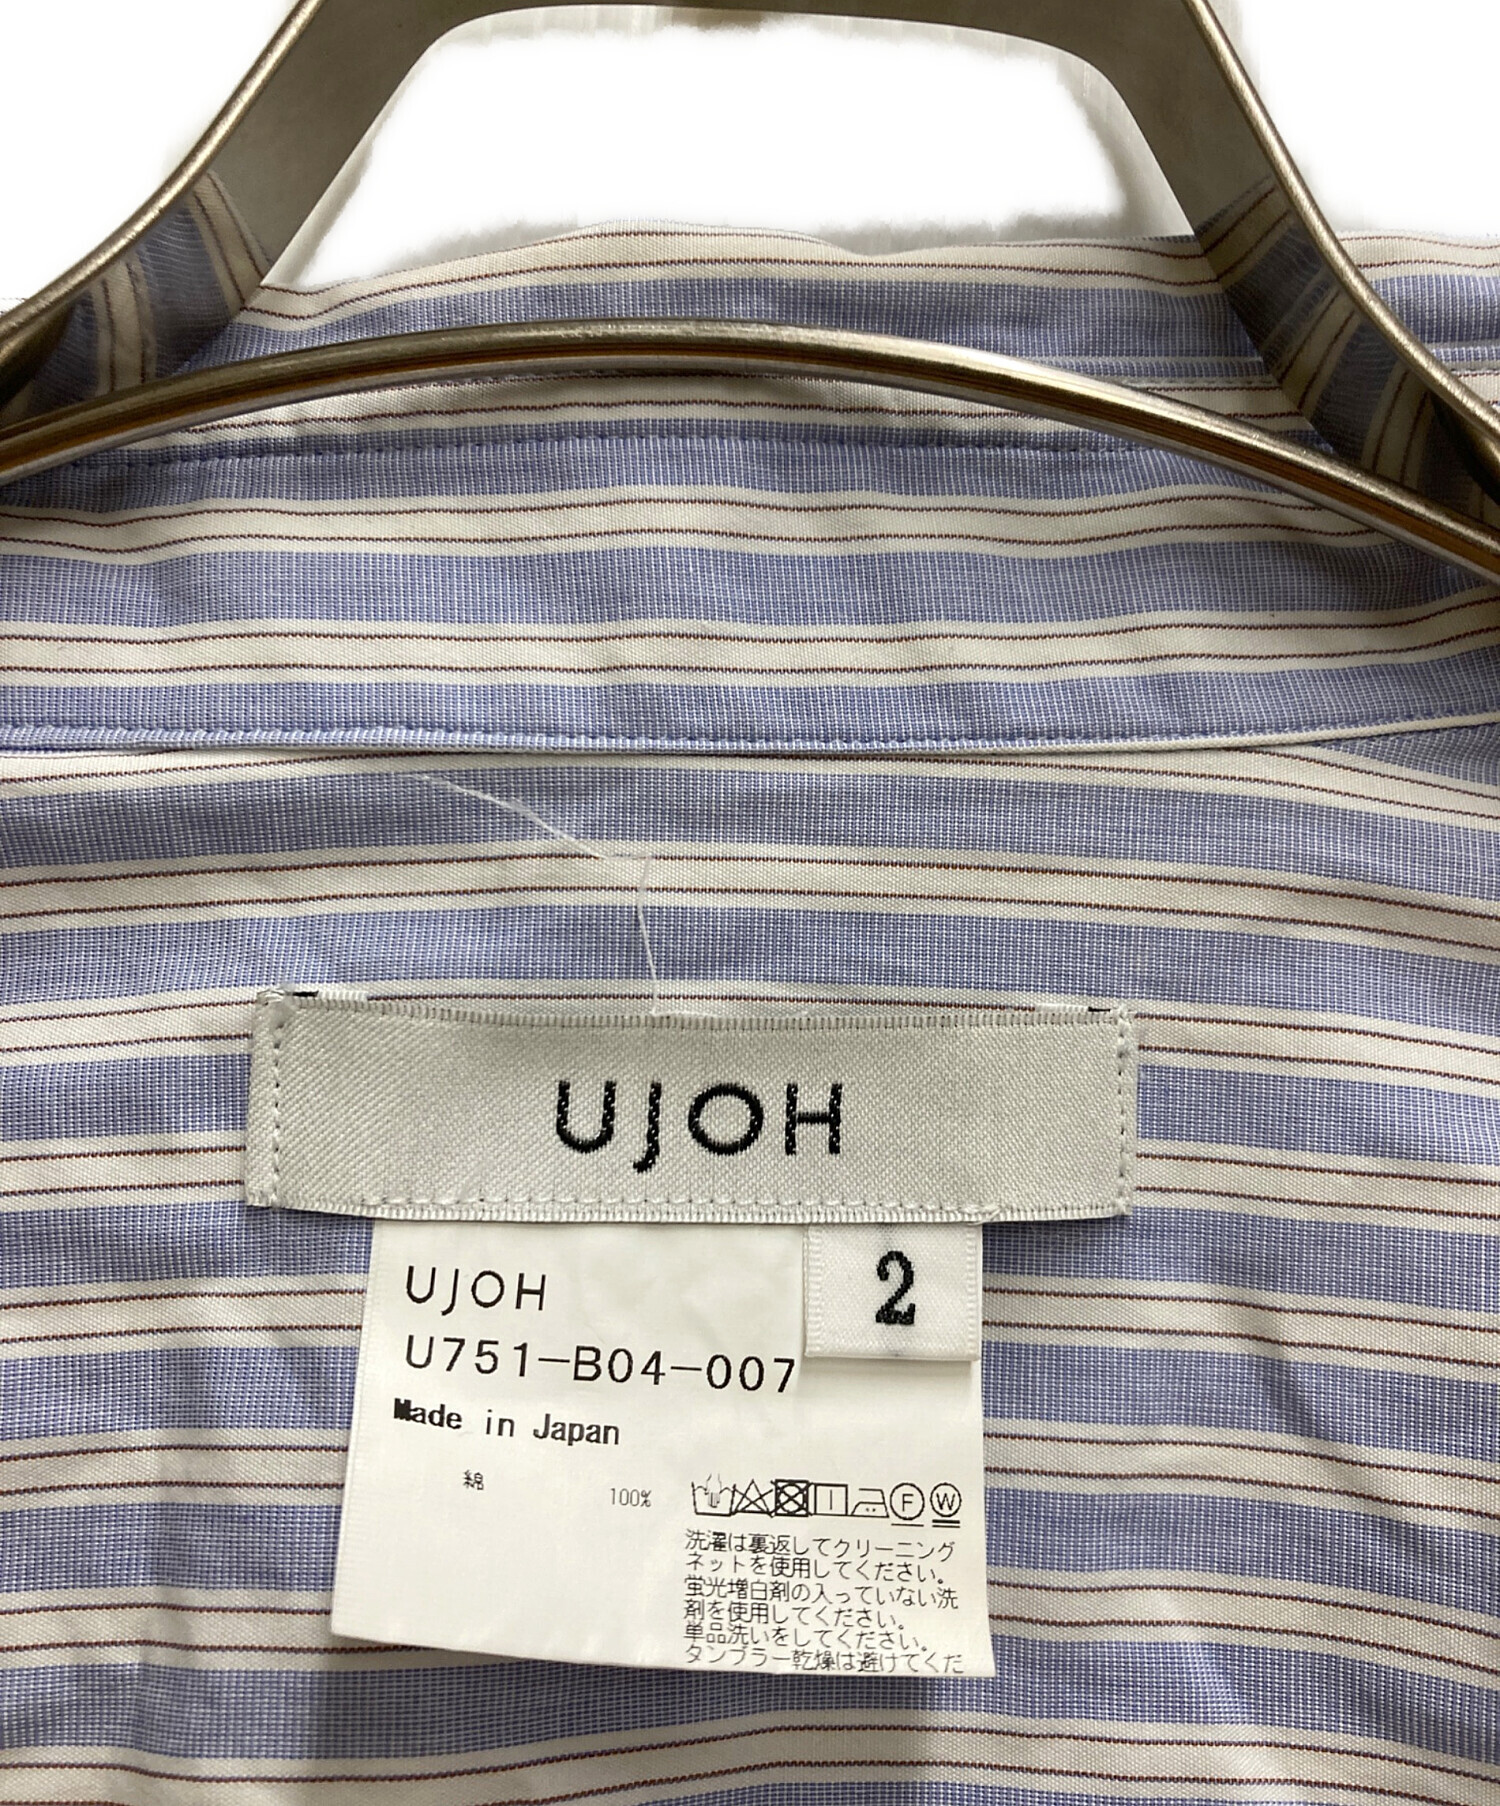 UJOH
2
UJOH
U751-B04-007
Made in Japan
綿 100%
F W
洗濯は裏返してクリーニング
ネットを使用してください。
蛍光増白剤の入っていない洗
剤を使用してください。
単品洗いをしてください。
タンブラー乾燥は避けてくだ